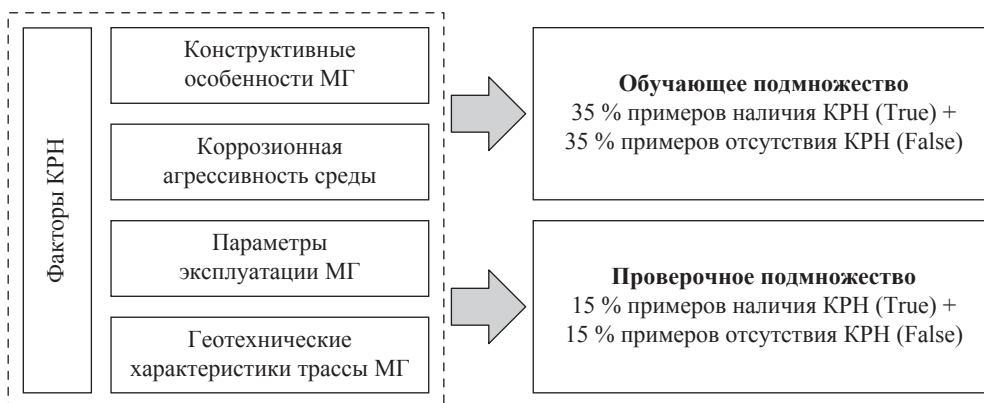 Факторы КРН
Конструктивные
особенности МГ
Коррозионная
агрессивность среды
Параметры
эксплуатации МГ
Геотехнические
характеристики трассы МГ
Обучающее подмножество
35 % примеров наличия КРН (True) +
35 % примеров отсутствия КРН (False)
Проверочное подмножество
15 % примеров наличия КРН (True) +
15 % примеров отсутствия КРН (False)